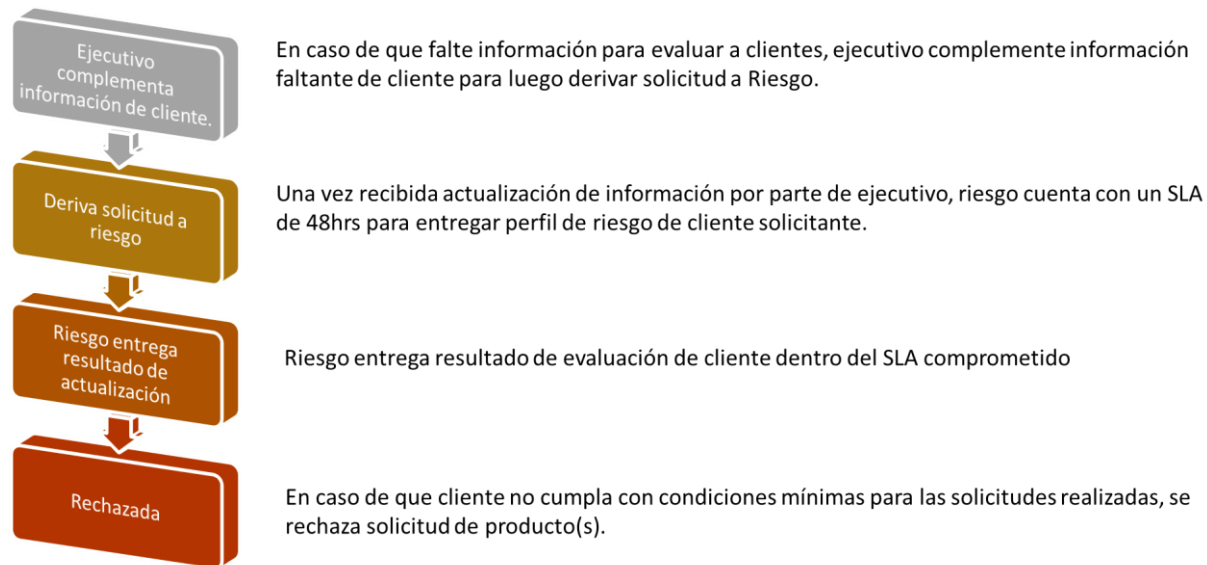 Ejecutivo
complementa
información de cliente.
En caso de que falte información para evaluar a clientes, ejecutivo complemente información
faltante de cliente para luego derivar solicitud a Riesgo.
Deriva solicitud a
riesgo
Una vez recibida actualización de información por parte de ejecutivo, riesgo cuenta con un SLA
de 48hrs para entregar perfil de riesgo de cliente solicitante.
Riesgo entrega
resultado de
actualización
Riesgo entrega resultado de evaluación de cliente dentro del SLA comprometido
Rechazada
En caso de que cliente no cumpla con condiciones mínimas para las solicitudes realizadas, se
rechaza solicitud de producto(s).